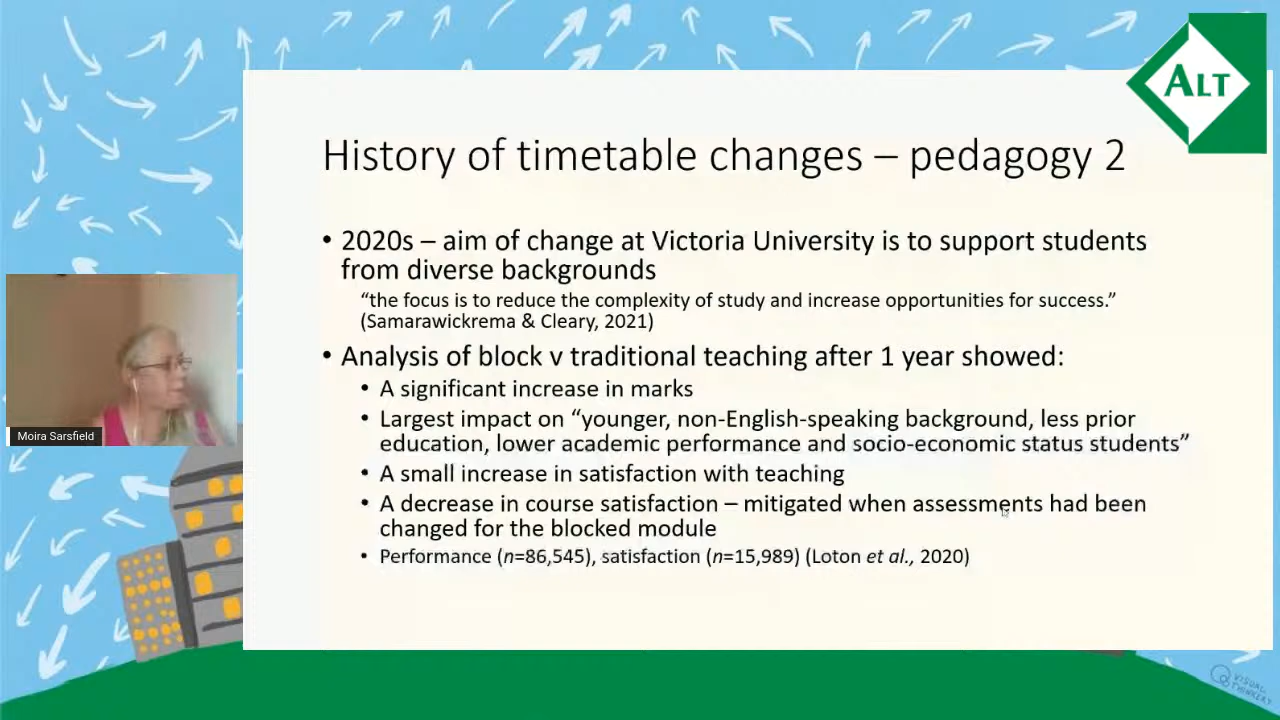 ALT
History of timetable changes – pedagogy 2
• 2020s – aim of change at Victoria University is to support students
from diverse backgrounds
“the focus is to reduce the complexity of study and increase opportunities for success.”
(Samarawickrema & Cleary, 2021)
• Analysis of block v traditional teaching after 1 year showed:
• A significant increase in marks
• Largest impact on “younger, non-English-speaking background, less prior
education, lower academic performance and socio-economic status students”
• A small increase in satisfaction with teaching
• A decrease in course satisfaction – mitigated when assessments had been
changed for the blocked module
• Performance (n=86,545), satisfaction (n=15,989) (Loton et al., 2020)
Moira Sarsfield
VISUAL
THINKERY